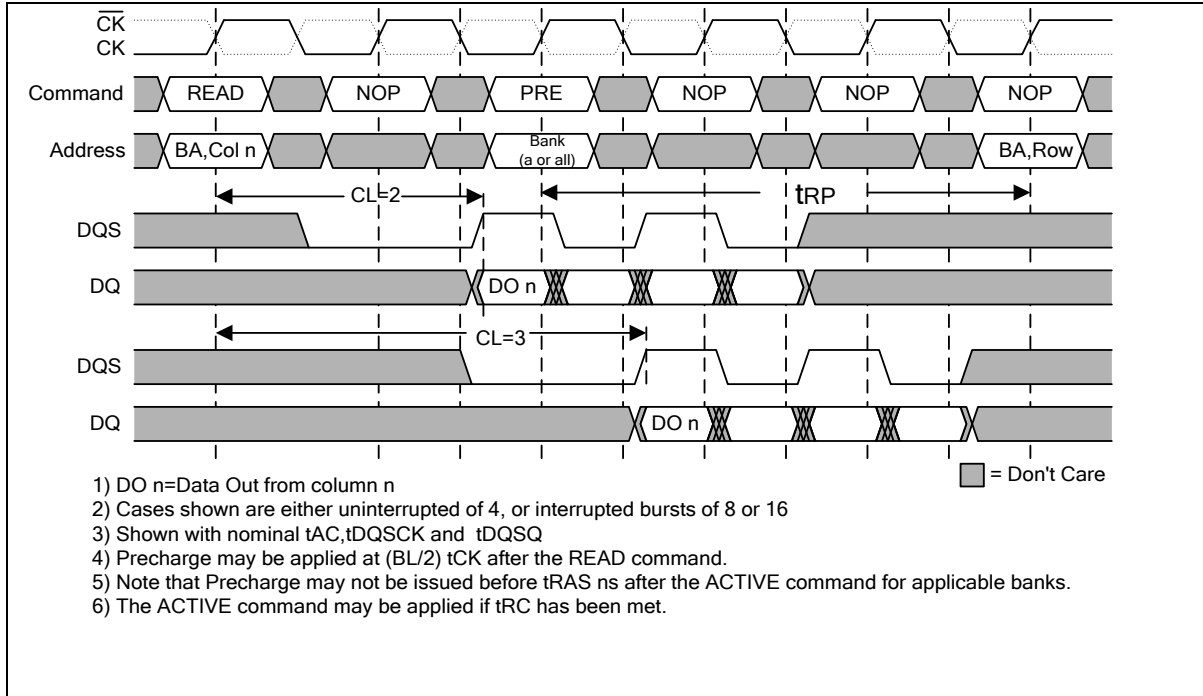 CK
CK
Command READ NOP PRE NOP NOP NOP
Address BA,Col n Bank (a or all) BA,Row
CL=2 tRP
DQS
DQ DO n
CL=3
DQS
DQ DO n
= Don't Care
1) DO n=Data Out from column n
2) Cases shown are either uninterrupted of 4, or interrupted bursts of 8 or 16
3) Shown with nominal tAC,tDQSCK and tDQSQ
4) Precharge may be applied at (BL/2) tCK after the READ command.
5) Note that Precharge may not be issued before tRAS ns after the ACTIVE command for applicable banks.
6) The ACTIVE command may be applied if tRC has been met.